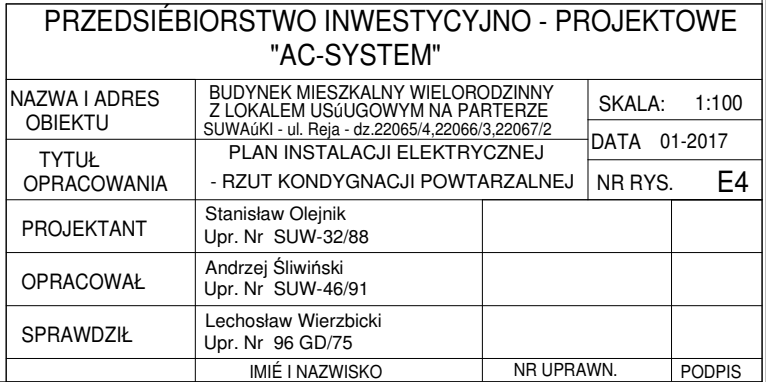 PRZEDSIÉBIORSTWO INWESTYCYJNO - PROJEKTOWE
"AC-SYSTEM"
NAZWA I ADRES
OBIEKTU
BUDYNEK MIESZKALNY WIELORODZINNY
Z LOKALEM USúUGOWYM NA PARTERZE
SUWAúKI - ul. Reja - dz.22065/4,22066/3,22067/2
SKALA: 1:100
DATA 01-2017
TYTUŁ
OPRACOWANIA
PLAN INSTALACJI ELEKTRYCZNEJ
- RZUT KONDYGNACJI POWTARZALNEJ
NR RYS. E4
PROJEKTANT
Stanisław Olejnik
Upr. Nr SUW-32/88
OPRACOWAŁ
Andrzej Śliwiński
Upr. Nr SUW-46/91
SPRAWDZIŁ
Lechosław Wierzbicki
Upr. Nr 96 GD/75
IMIÉ I NAZWISKO
NR UPRAWN.
PODPIS